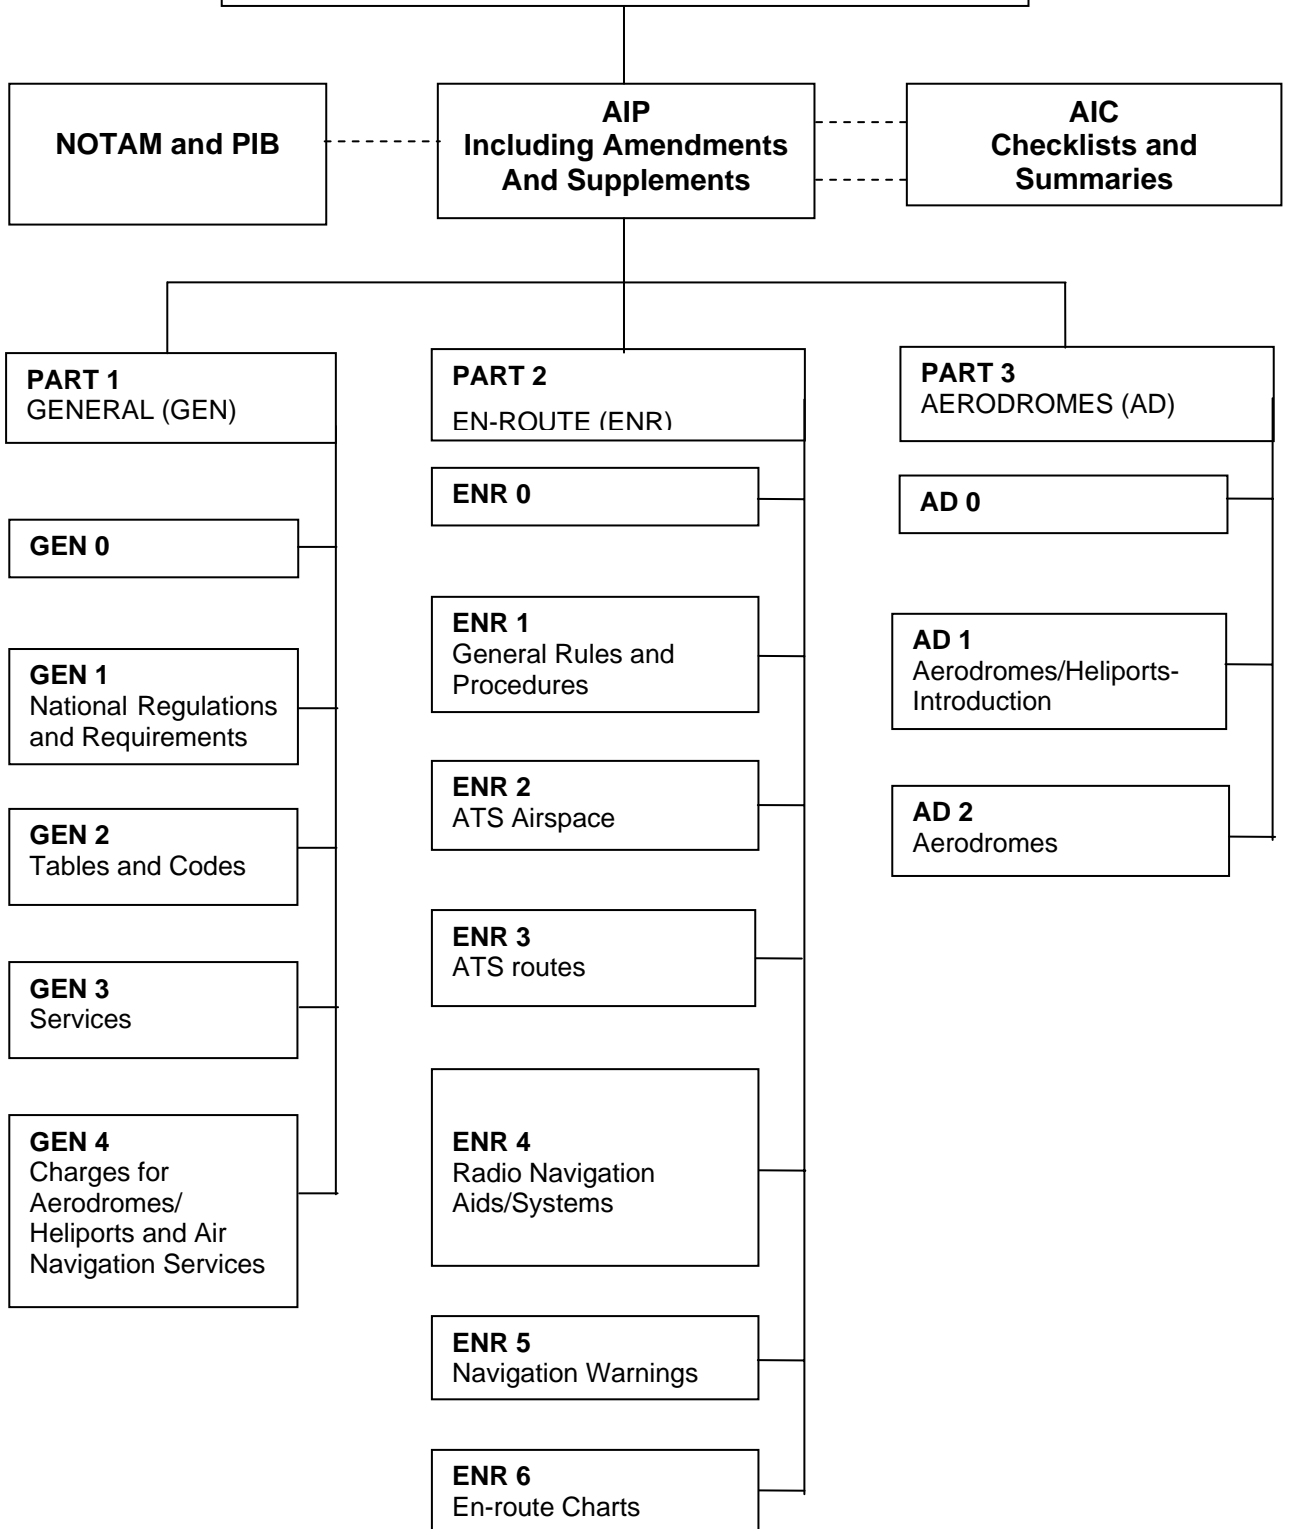 NOTAM and PIB
AIP
Including Amendments
And Supplements
AIC
Checklists and
Summaries
PART 1
GENERAL (GEN)
GEN 0
GEN 1
National Regulations
and Requirements
GEN 2
Tables and Codes
GEN 3
Services
GEN 4
Charges for
Aerodromes/
Heliports and Air
Navigation Services
PART 2
EN-ROUTE (ENR)
ENR 0
ENR 1
General Rules and
Procedures
ENR 2
ATS Airspace
ENR 3
ATS routes
ENR 4
Radio Navigation
Aids/Systems
ENR 5
Navigation Warnings
ENR 6
En-route Charts
PART 3
AERODROMES (AD)
AD 0
AD 1
Aerodromes/Heliports-
Introduction
AD 2
Aerodromes